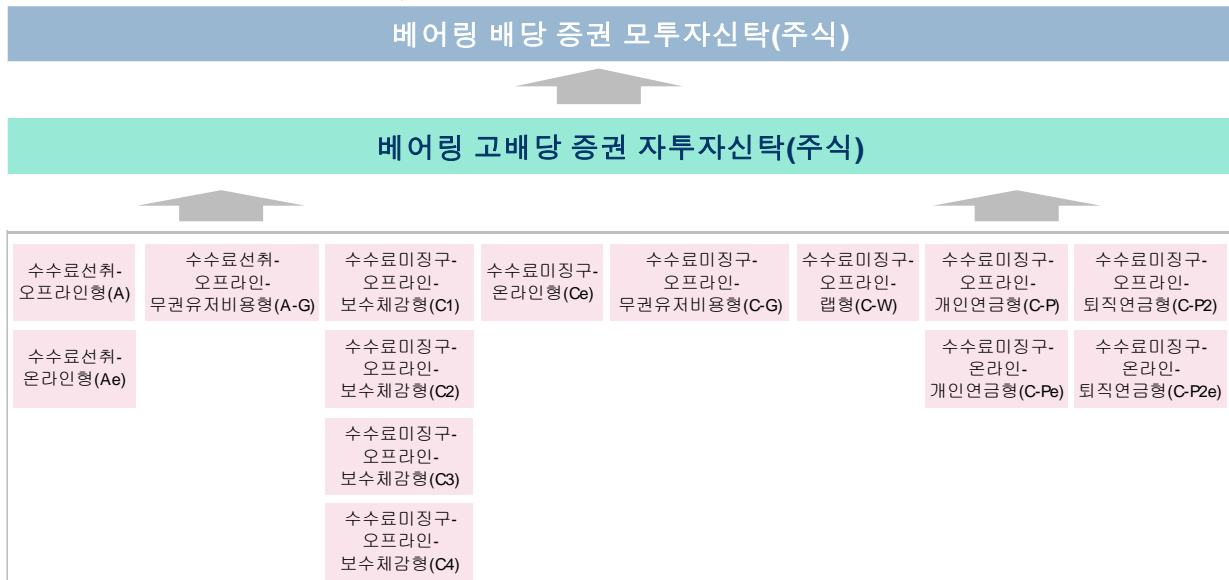 베어링 배당 증권 모투자신탁(주식)
베어링 고배당 증권 자투자신탁(주식)
수수료선취-
오프라인형(A)
수수료선취-
오프라인-
무권유저비용형(A-G)
수수료미징구-
오프라인-
보수체감형(C1)
수수료미징구-
온라인형(Ce)
수수료미징구-
오프라인-
무권유저비용형(C-G)
수수료미징구-
오프라인-
랩형(C-W)
수수료미징구-
오프라인-
개인연금형(C-P)
수수료미징구-
오프라인-
퇴직연금형(C-P2)
수수료선취-
온라인형(Ae)
수수료미징구-
오프라인-
보수체감형(C2)
수수료미징구-
온라인-
개인연금형(C-Pe)
수수료미징구-
온라인-
퇴직연금형(C-P2e)
수수료미징구-
오프라인-
보수체감형(C3)
수수료미징구-
오프라인-
보수체감형(C4)